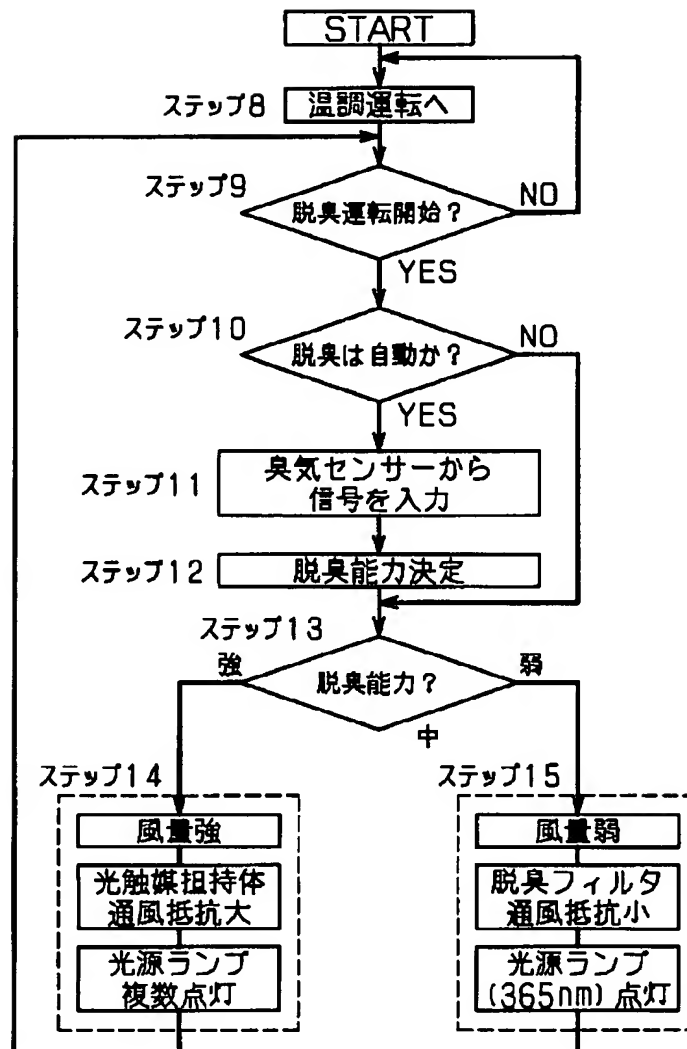 START
ステップ8
温調運転へ
ステップ9
脱臭運転開始?
NO
YES
ステップ10
脱臭は自動か?
NO
YES
ステップ11
臭気センサーから
信号を入力
ステップ12
脱臭能力決定
ステップ13
強
脱臭能力?
弱
中
ステップ14
風量強
光触媒担持体
通風抵抗大
光源ランプ
複数点灯
ステップ15
風量弱
脱臭フィルタ
通風抵抗小
光源ランプ
(365nm)点灯